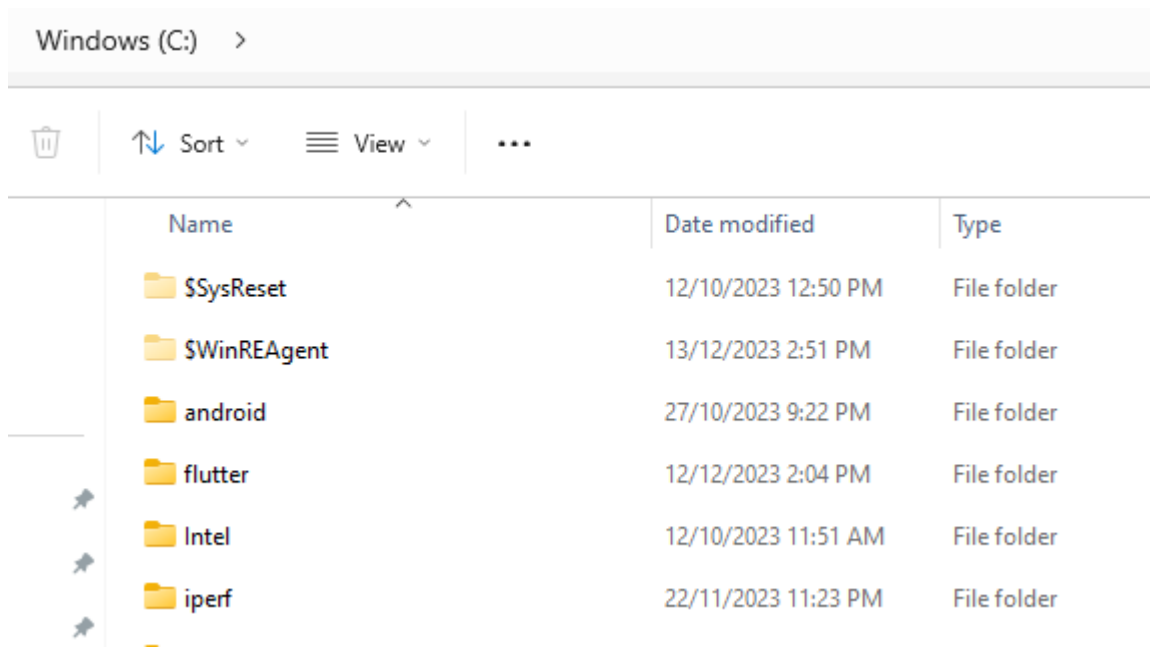 Windows (C:) >
Sort View ...
Name Date modified Type
$SysReset 12/10/2023 12:50 PM File folder
$WinREAgent 13/12/2023 2:51 PM File folder
android 27/10/2023 9:22 PM File folder
flutter 12/12/2023 2:04 PM File folder
Intel 12/10/2023 11:51 AM File folder
iperf 22/11/2023 11:23 PM File folder